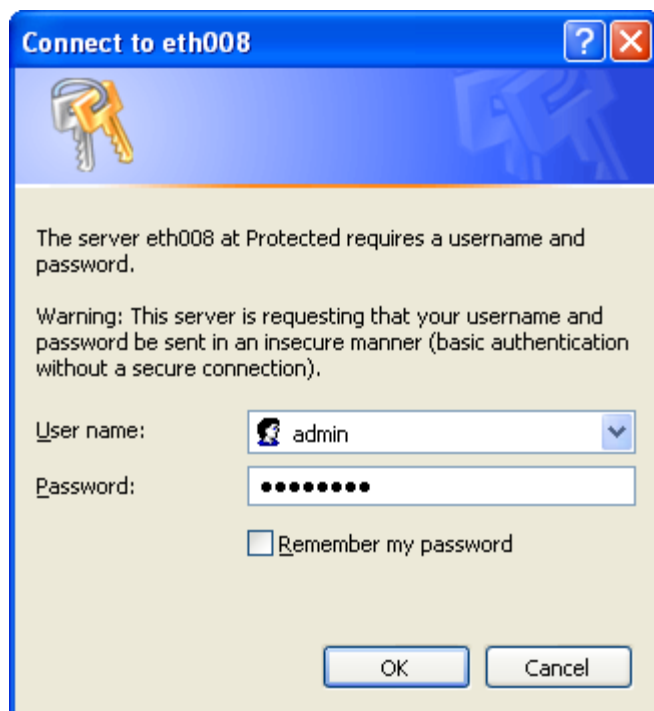 Connect to eth008
The server eth008 at Protected requires a username and
password.
Warning: This server is requesting that your username and
password be sent in an insecure manner (basic authentication
without a secure connection).
User name:
admin
Password:
●●●●●●●●
Remember my password
OK
Cancel